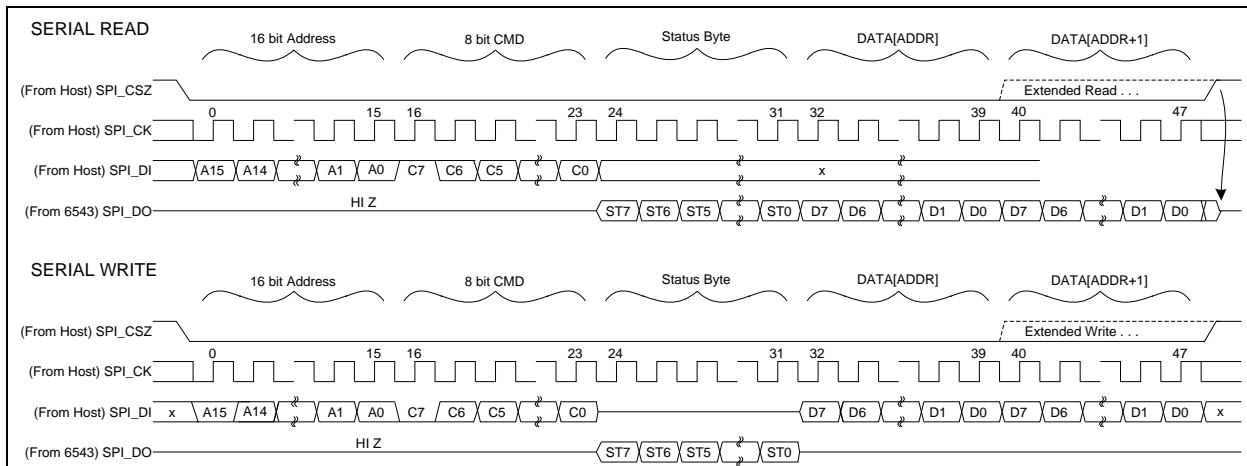 SERIAL READ
16 bit Address 8 bit CMD Status Byte DATA[ADDR] DATA[ADDR+1]
(From Host) SPI_CSZ Extended Read . . .
0 15 16 23 24 31 32 39 40 47
(From Host) SPI_CK
(From Host) SPI_DI A15 A14 A1 A0 C7 C6 C5 C0 x
HI Z
(From 6543) SPI_DO ST7 ST6 ST5 ST0 D7 D6 D1 D0 D7 D6 D1 D0
SERIAL WRITE
16 bit Address 8 bit CMD Status Byte DATA[ADDR] DATA[ADDR+1]
(From Host) SPI_CSZ Extended Write . . .
0 15 16 23 24 31 32 39 40 47
(From Host) SPI_CK
(From Host) SPI_DI x A15 A14 A1 A0 C7 C6 C5 C0 D7 D6 D1 D0 D7 D6 D1 D0 x
HI Z
(From 6543) SPI_DO ST7 ST6 ST5 ST0